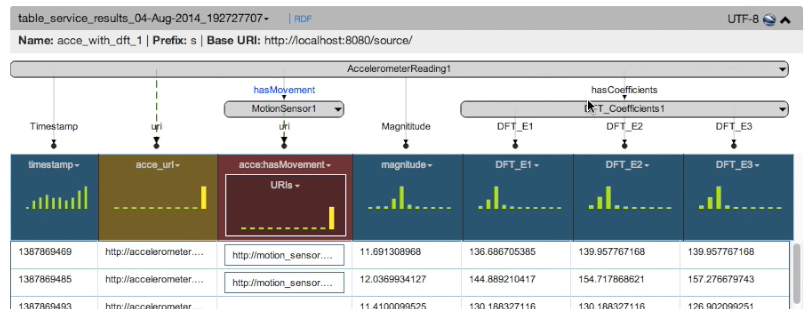 table_service_results_04-Aug-2014_192727707 RDF UTF-8
Name: acce_with_dft_1 | Prefix: s | Base URI: http://localhost:8080/source/
AccelerometerReading1
hasMovement hasCoefficients
MotionSensor1 DFT_Coefficients1
Timestamp uri uri Magnititude DFT_E1 DFT_E2 DFT_E3
timestamp acce_url acce:hasMovement magnitude DFT_E1 DFT_E2 DFT_E3
URIs
1387869469 http://accelerometer.... http://motion_sensor.... 11.691308968 136.686705385 139.957767168 139.957767168
1387869485 http://accelerometer.... http://motion_sensor.... 12.0369934127 144.889210417 154.717868621 157.276679743
1387869493 http://accelerometer.... 11.4100099525 130.188327116 130.188327116 126.902099251